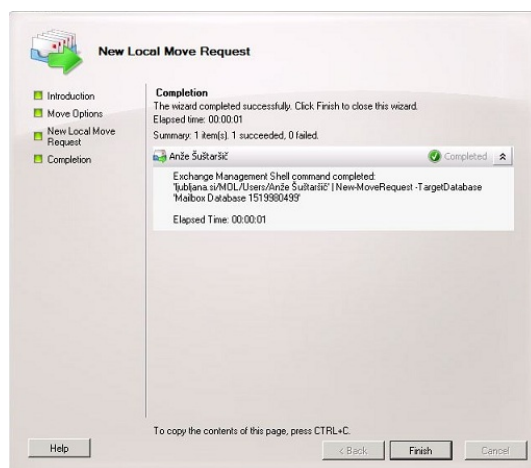 New Local Move Request
Introduction
Move Options
New Local Move
Request
Completion
Completion
The wizard completed successfully. Click Finish to close this wizard.
Elapsed time: 00:00:01
Summary: 1 item(s). 1 succeeded, 0 failed.
Anže Šuštaršič
Completed
Exchange Management Shell command completed:
'ljubljana.si/MOL/Users/Anže Šuštaršič' | New-MoveRequest -TargetDatabase
'Mailbox Database 1519980499'
Elapsed Time: 00:00:01
To copy the contents of this page, press CTRL+C.
Help
< Back
Finish
Cancel